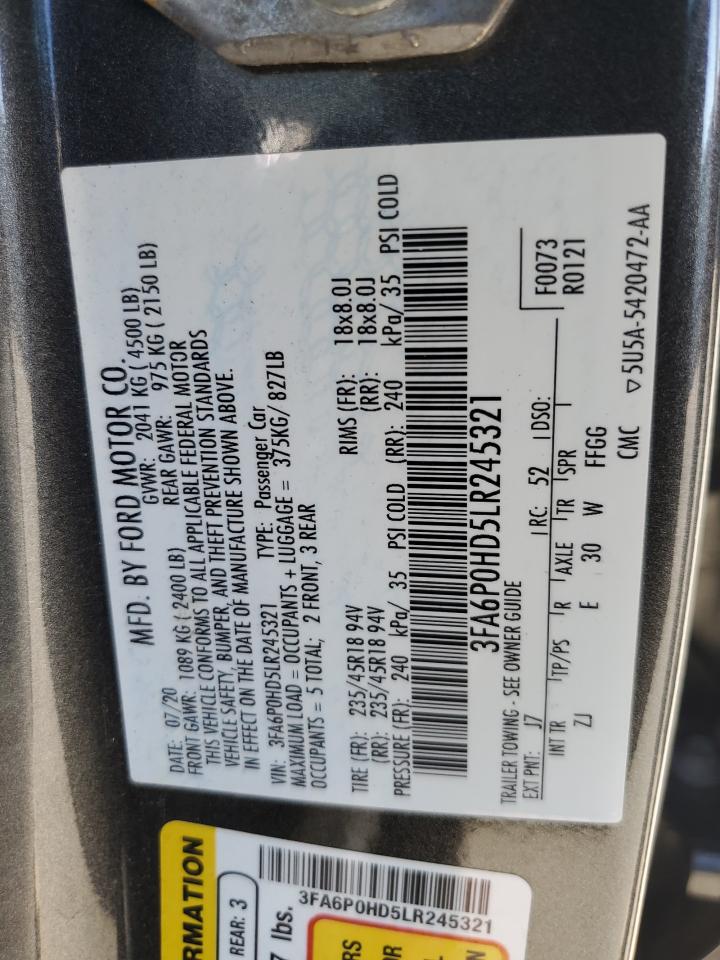 MFD. BY FORD MOTOR CO.
DATE: 07/20 GVWR: 2041 KG ( 4500 LB)
FRONT GAWR: 1089 KG ( 2400 LB) REAR GAWR: 975 KG ( 2150 LB)
THIS VEHICLE CONFORMS TO ALL APPLICABLE FEDERAL MOTOR
VEHICLE SAFETY, BUMPER, AND THEFT PREVENTION STANDARDS
IN EFFECT ON THE DATE OF MANUFACTURE SHOWN ABOVE.
VIN: 3FA6P0HD5LR245321 TYPE: Passenger Car
MAXIMUM LOAD = OCCUPANTS + LUGGAGE = 375KG/ 827LB
OCCUPANTS = 5 TOTAL; 2 FRONT, 3 REAR
TIRE (FR): 235/45R18 94V RIMS (FR): 18x8.0J
(RR): 235/45R18 94V (RR): 18x8.0J
PRESSURE (FR): 240 kPa/ 35 PSI COLD (RR): 240 kPa/ 35 PSI COLD
3FA6P0HD5LR245321
TRAILER TOWING - SEE OWNER GUIDE
F0073
R0121
EXT PNT: J7 RC: 52 DSO:
INT TR TP/PS R AXLE TR SPR
ZJ E 30 W FFGG
CMC ▽5U5A-5420472-AA
RMATION
REAR: 3
7 lbs.
3FA6P0HD5LR245321
RS
OR